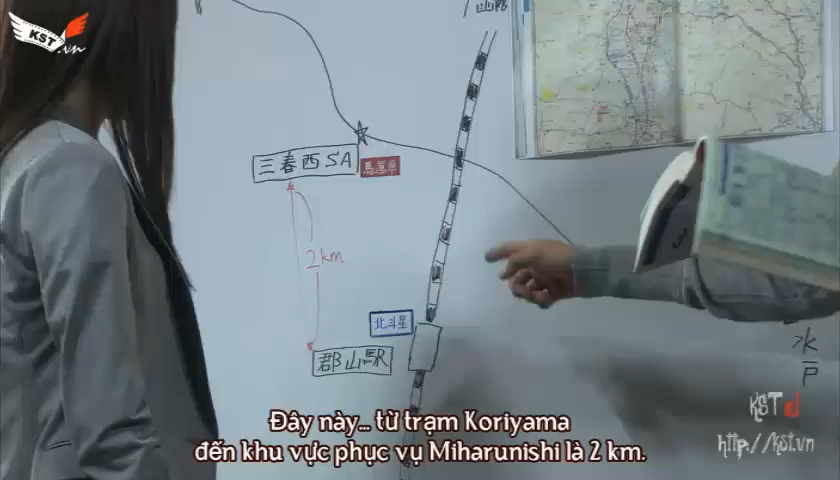 KST.vn
三春西SA
馬運車
2km
北斗星
郡山駅
水戸
Đây này... từ trạm Koriyama
đến khu vực phục vụ Miharunishi là 2 km.
KST
http://kst.vn